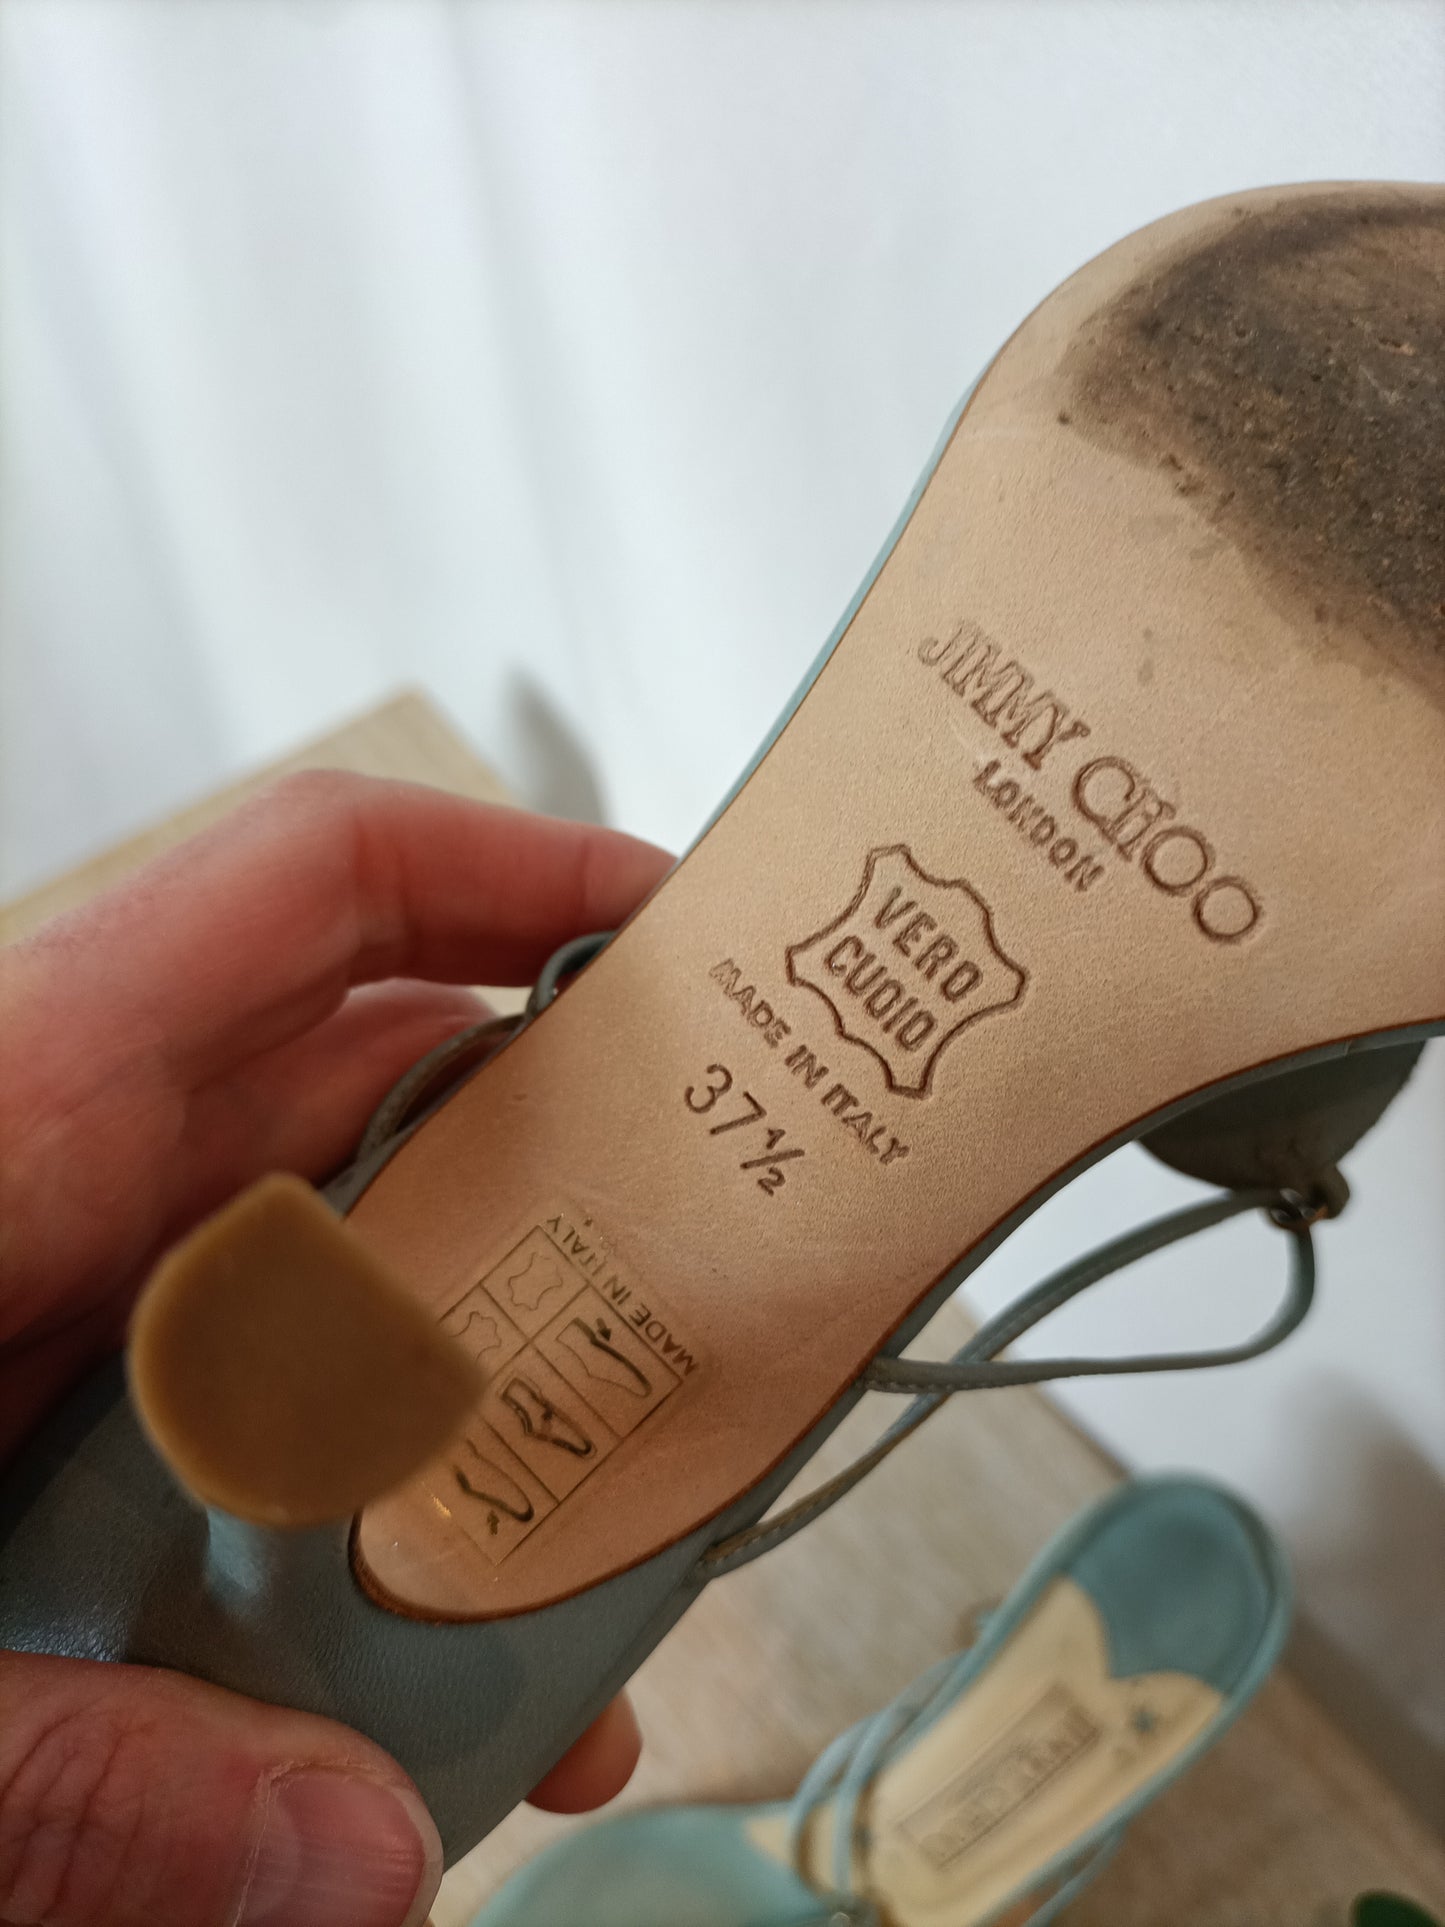 JIMMY CHOO
LONDON
VERO
CUOIO
MADE IN ITALY
37½
MADE IN ITALY